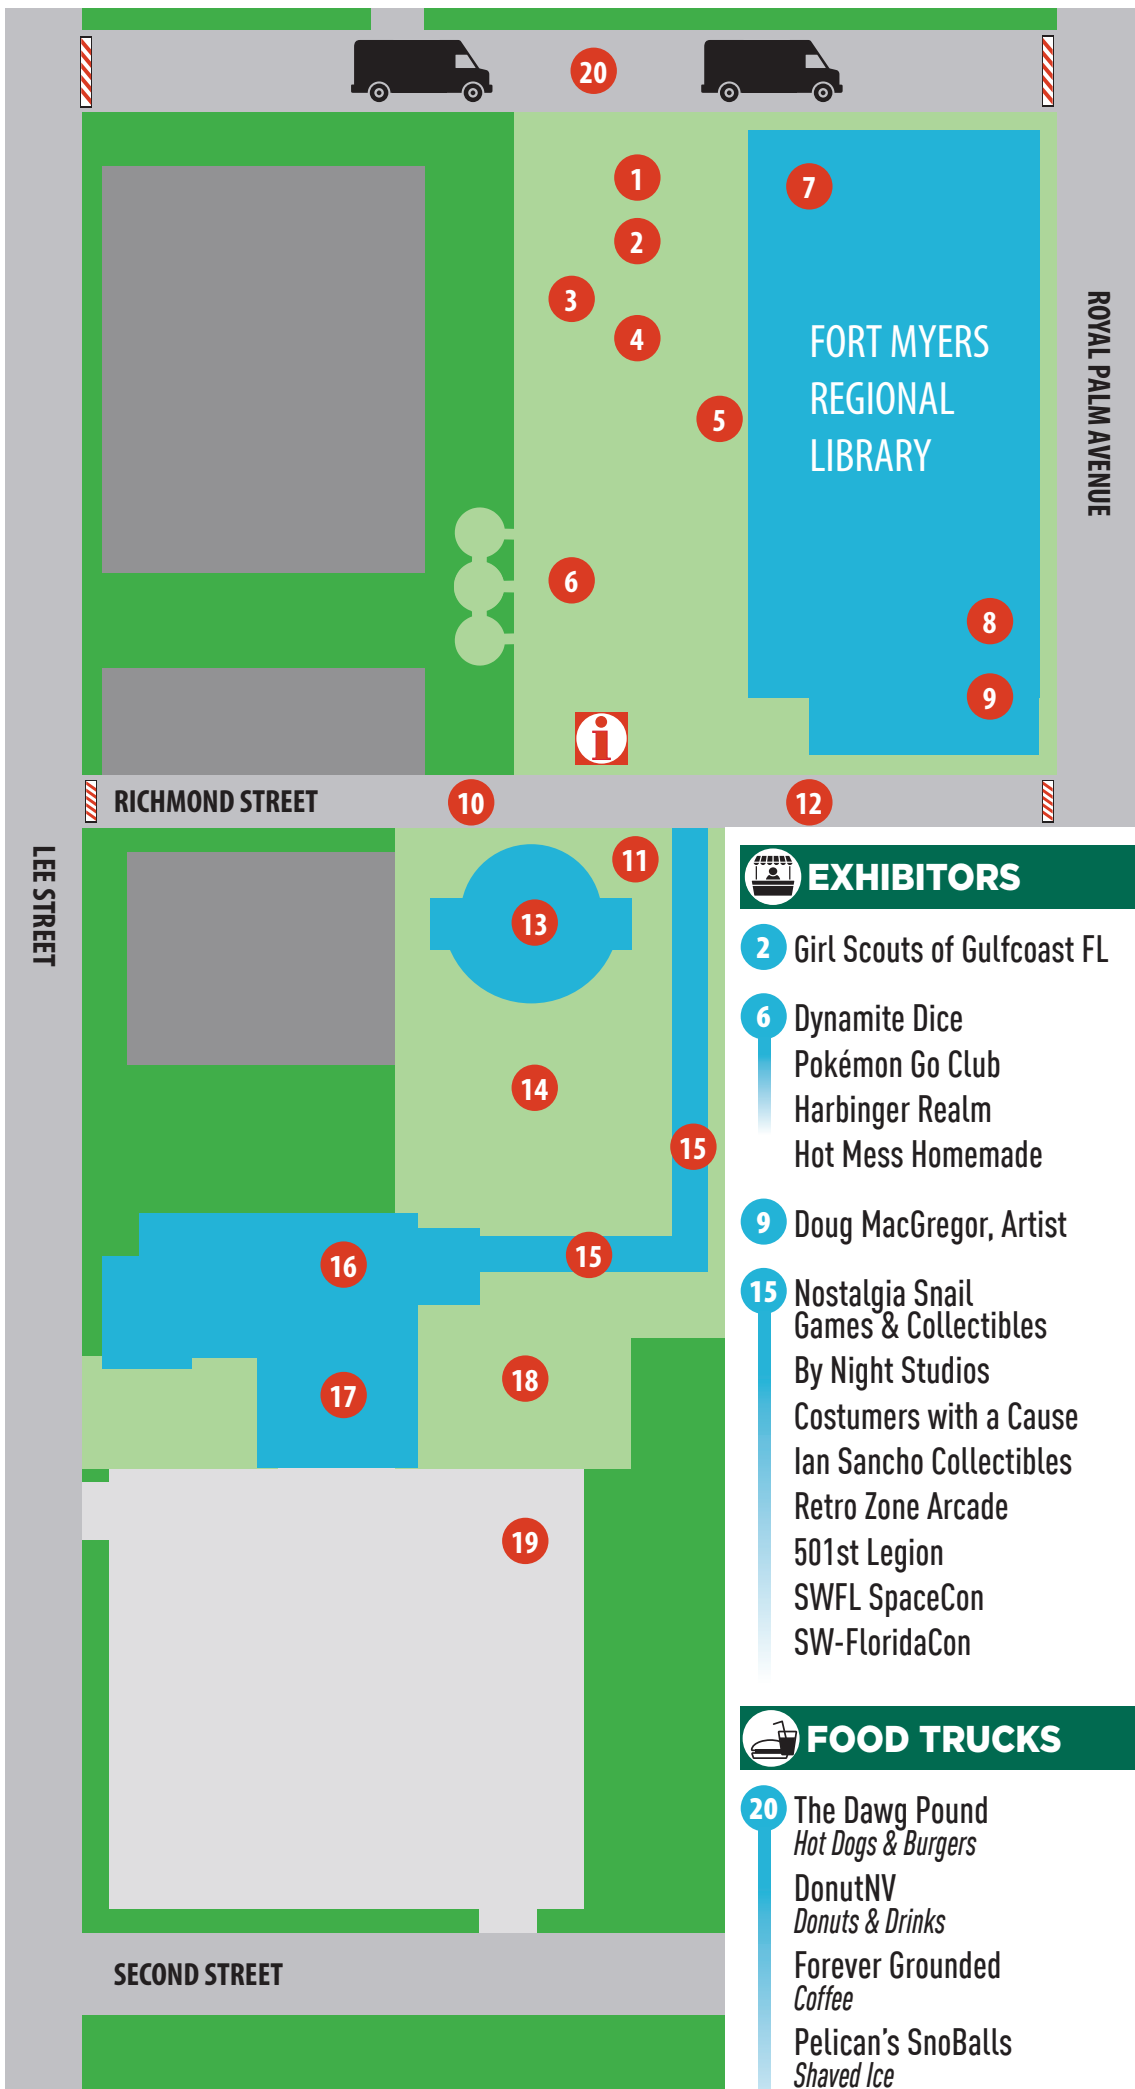 20
1
7
2
3
4
FORT MYERS
REGIONAL
LIBRARY
5
ROYAL PALM AVENUE
6
8
9
i
RICHMOND STREET
10
12
LEE STREET
11
13
14
15
15
16
17
18
19
SECOND STREET
EXHIBITORS
2 Girl Scouts of Gulfcoast FL
6 Dynamite Dice
Pokémon Go Club
Harbinger Realm
Hot Mess Homemade
9 Doug MacGregor, Artist
15 Nostalgia Snail
Games & Collectibles
By Night Studios
Costumers with a Cause
Ian Sancho Collectibles
Retro Zone Arcade
501st Legion
SWFL SpaceCon
SW-FloridaCon
FOOD TRUCKS
20 The Dawg Pound
Hot Dogs & Burgers
DonutNV
Donuts & Drinks
Forever Grounded
Coffee
Pelican's SnoBalls
Shaved Ice